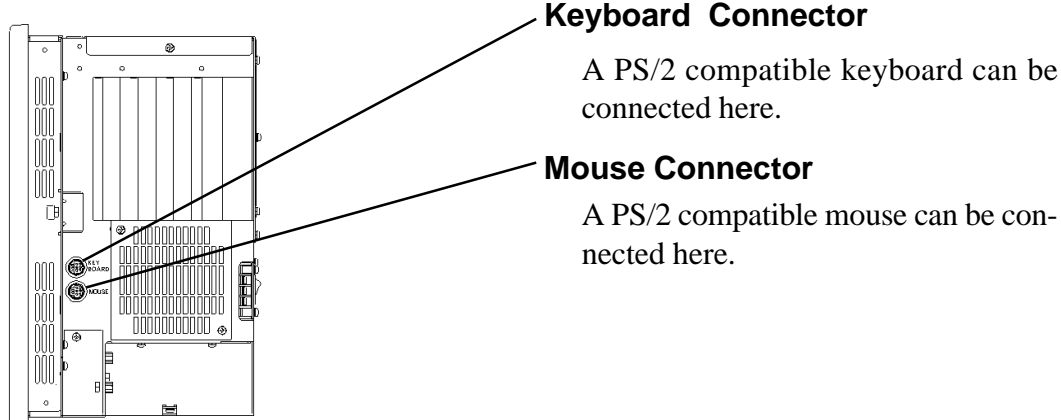 Keyboard Connector
A PS/2 compatible keyboard can be
connected here.
Mouse Connector
A PS/2 compatible mouse can be con-
nected here.
KEY
BOARD
MOUSE